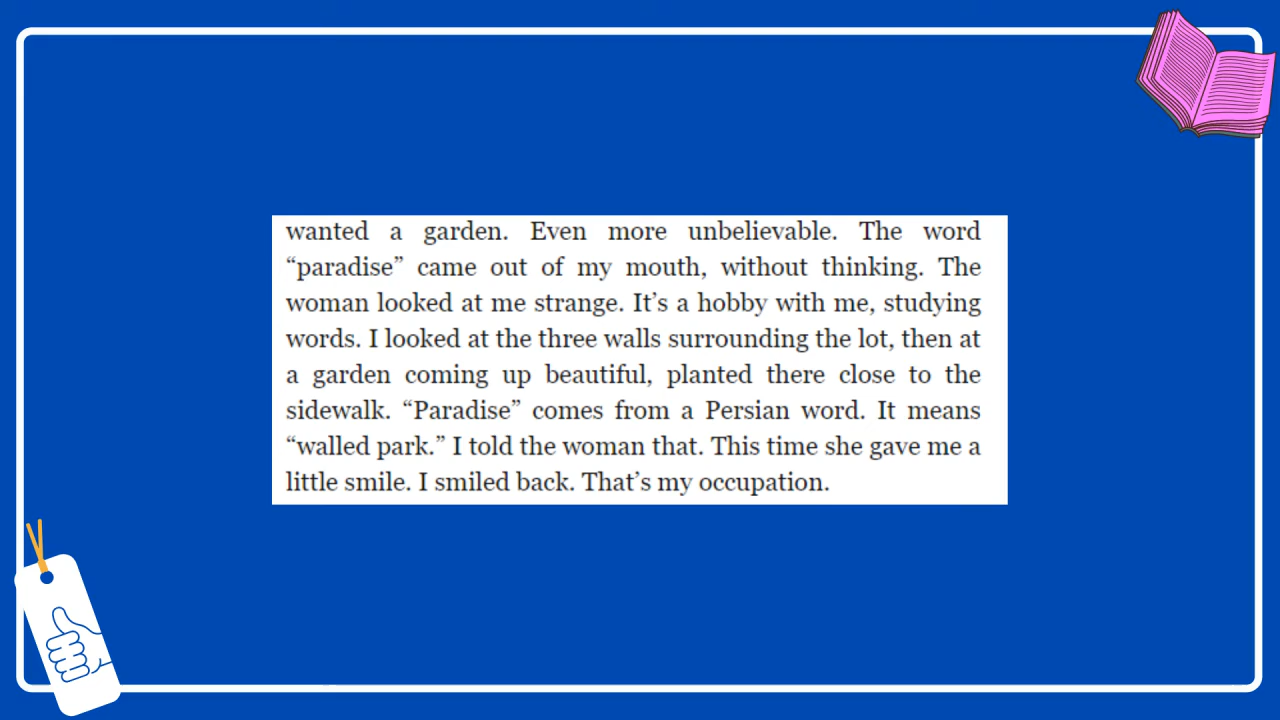 wanted a garden. Even more unbelievable. The word
“paradise” came out of my mouth, without thinking. The
woman looked at me strange. It’s a hobby with me, studying
words. I looked at the three walls surrounding the lot, then at
a garden coming up beautiful, planted there close to the
sidewalk. “Paradise” comes from a Persian word. It means
“walled park.” I told the woman that. This time she gave me a
little smile. I smiled back. That’s my occupation.